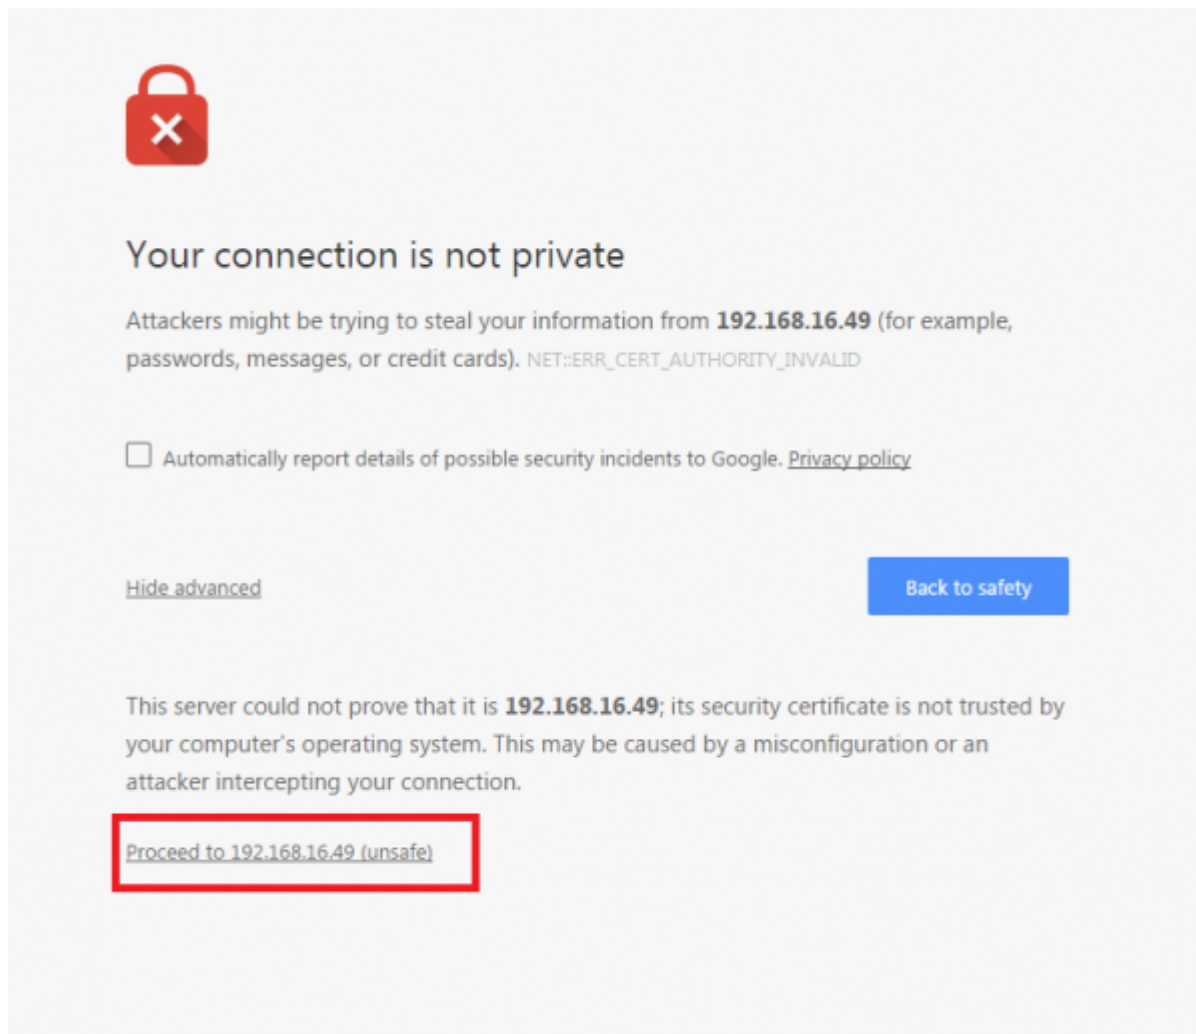 Your connection is not private
Attackers might be trying to steal your information from 192.168.16.49 (for example,
passwords, messages, or credit cards). NET::ERR_CERT_AUTHORITY_INVALID
Automatically report details of possible security incidents to Google. Privacy policy
Hide advanced
Back to safety
This server could not prove that it is 192.168.16.49; its security certificate is not trusted by
your computer's operating system. This may be caused by a misconfiguration or an
attacker intercepting your connection.
Proceed to 192.168.16.49 (unsafe)